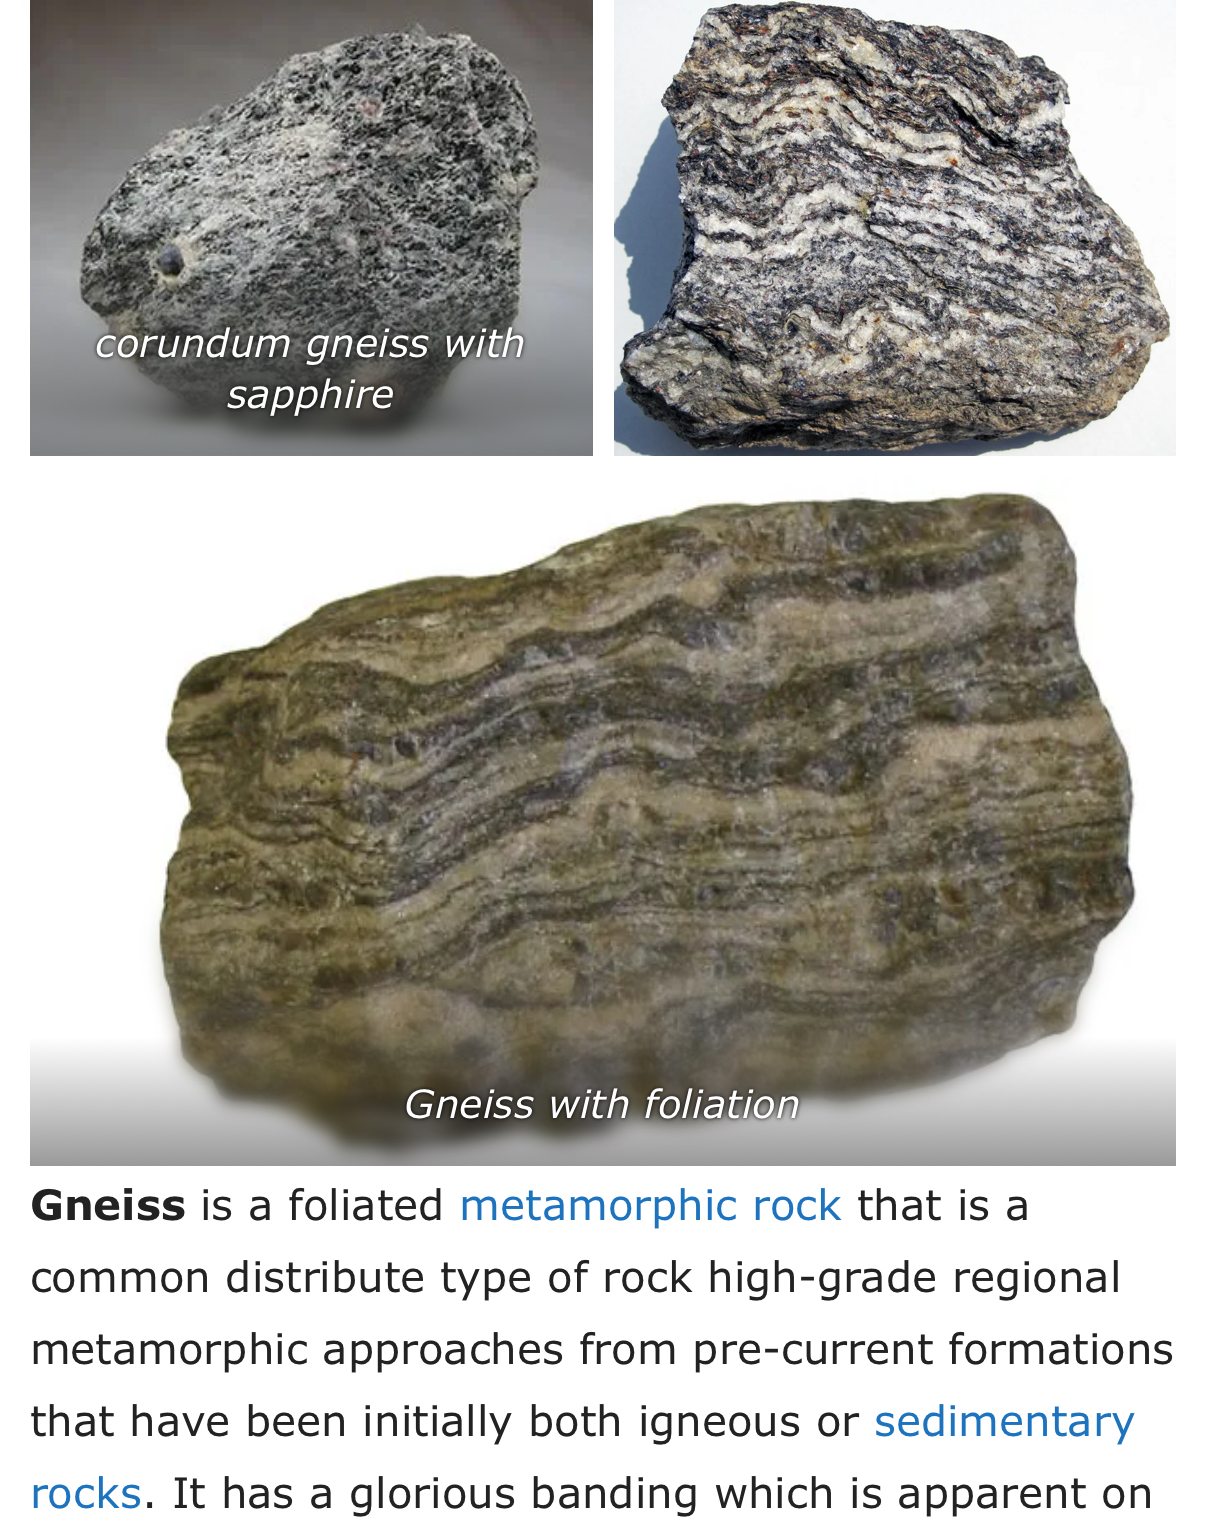 corundum gneiss with
sapphire
Gneiss with foliation
Gneiss is a foliated metamorphic rock that is a
common distribute type of rock high-grade regional
metamorphic approaches from pre-current formations
that have been initially both igneous or sedimentary
rocks. It has a glorious banding which is apparent on